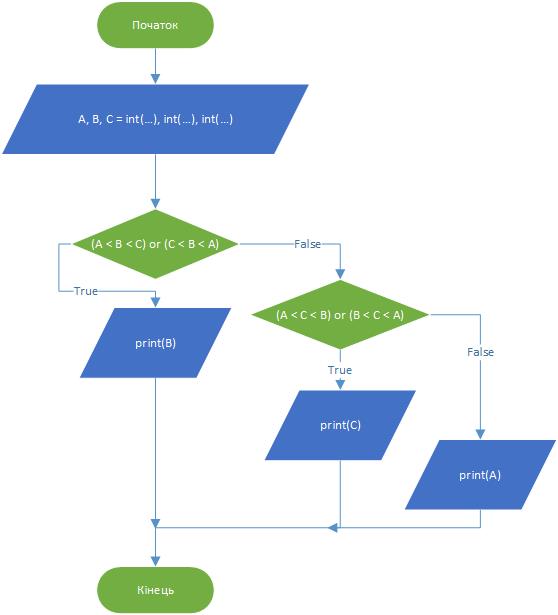 Початок
A, B, C = int(...), int(...), int(...)
(A < B < C) or (C < B < A)
False
True
(A < C < B) or (B < C < A)
print(B)
False
True
print(C)
print(A)
Кінець